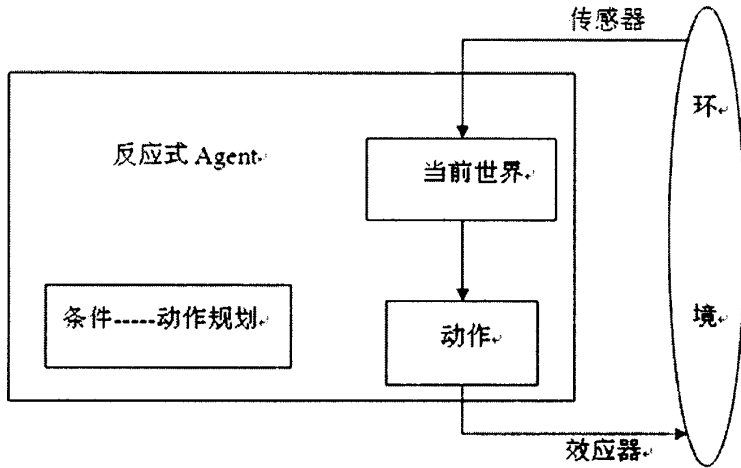 传感器
环
反应式 Agent
当前世界
条件-----动作规划
动作
境
效应器